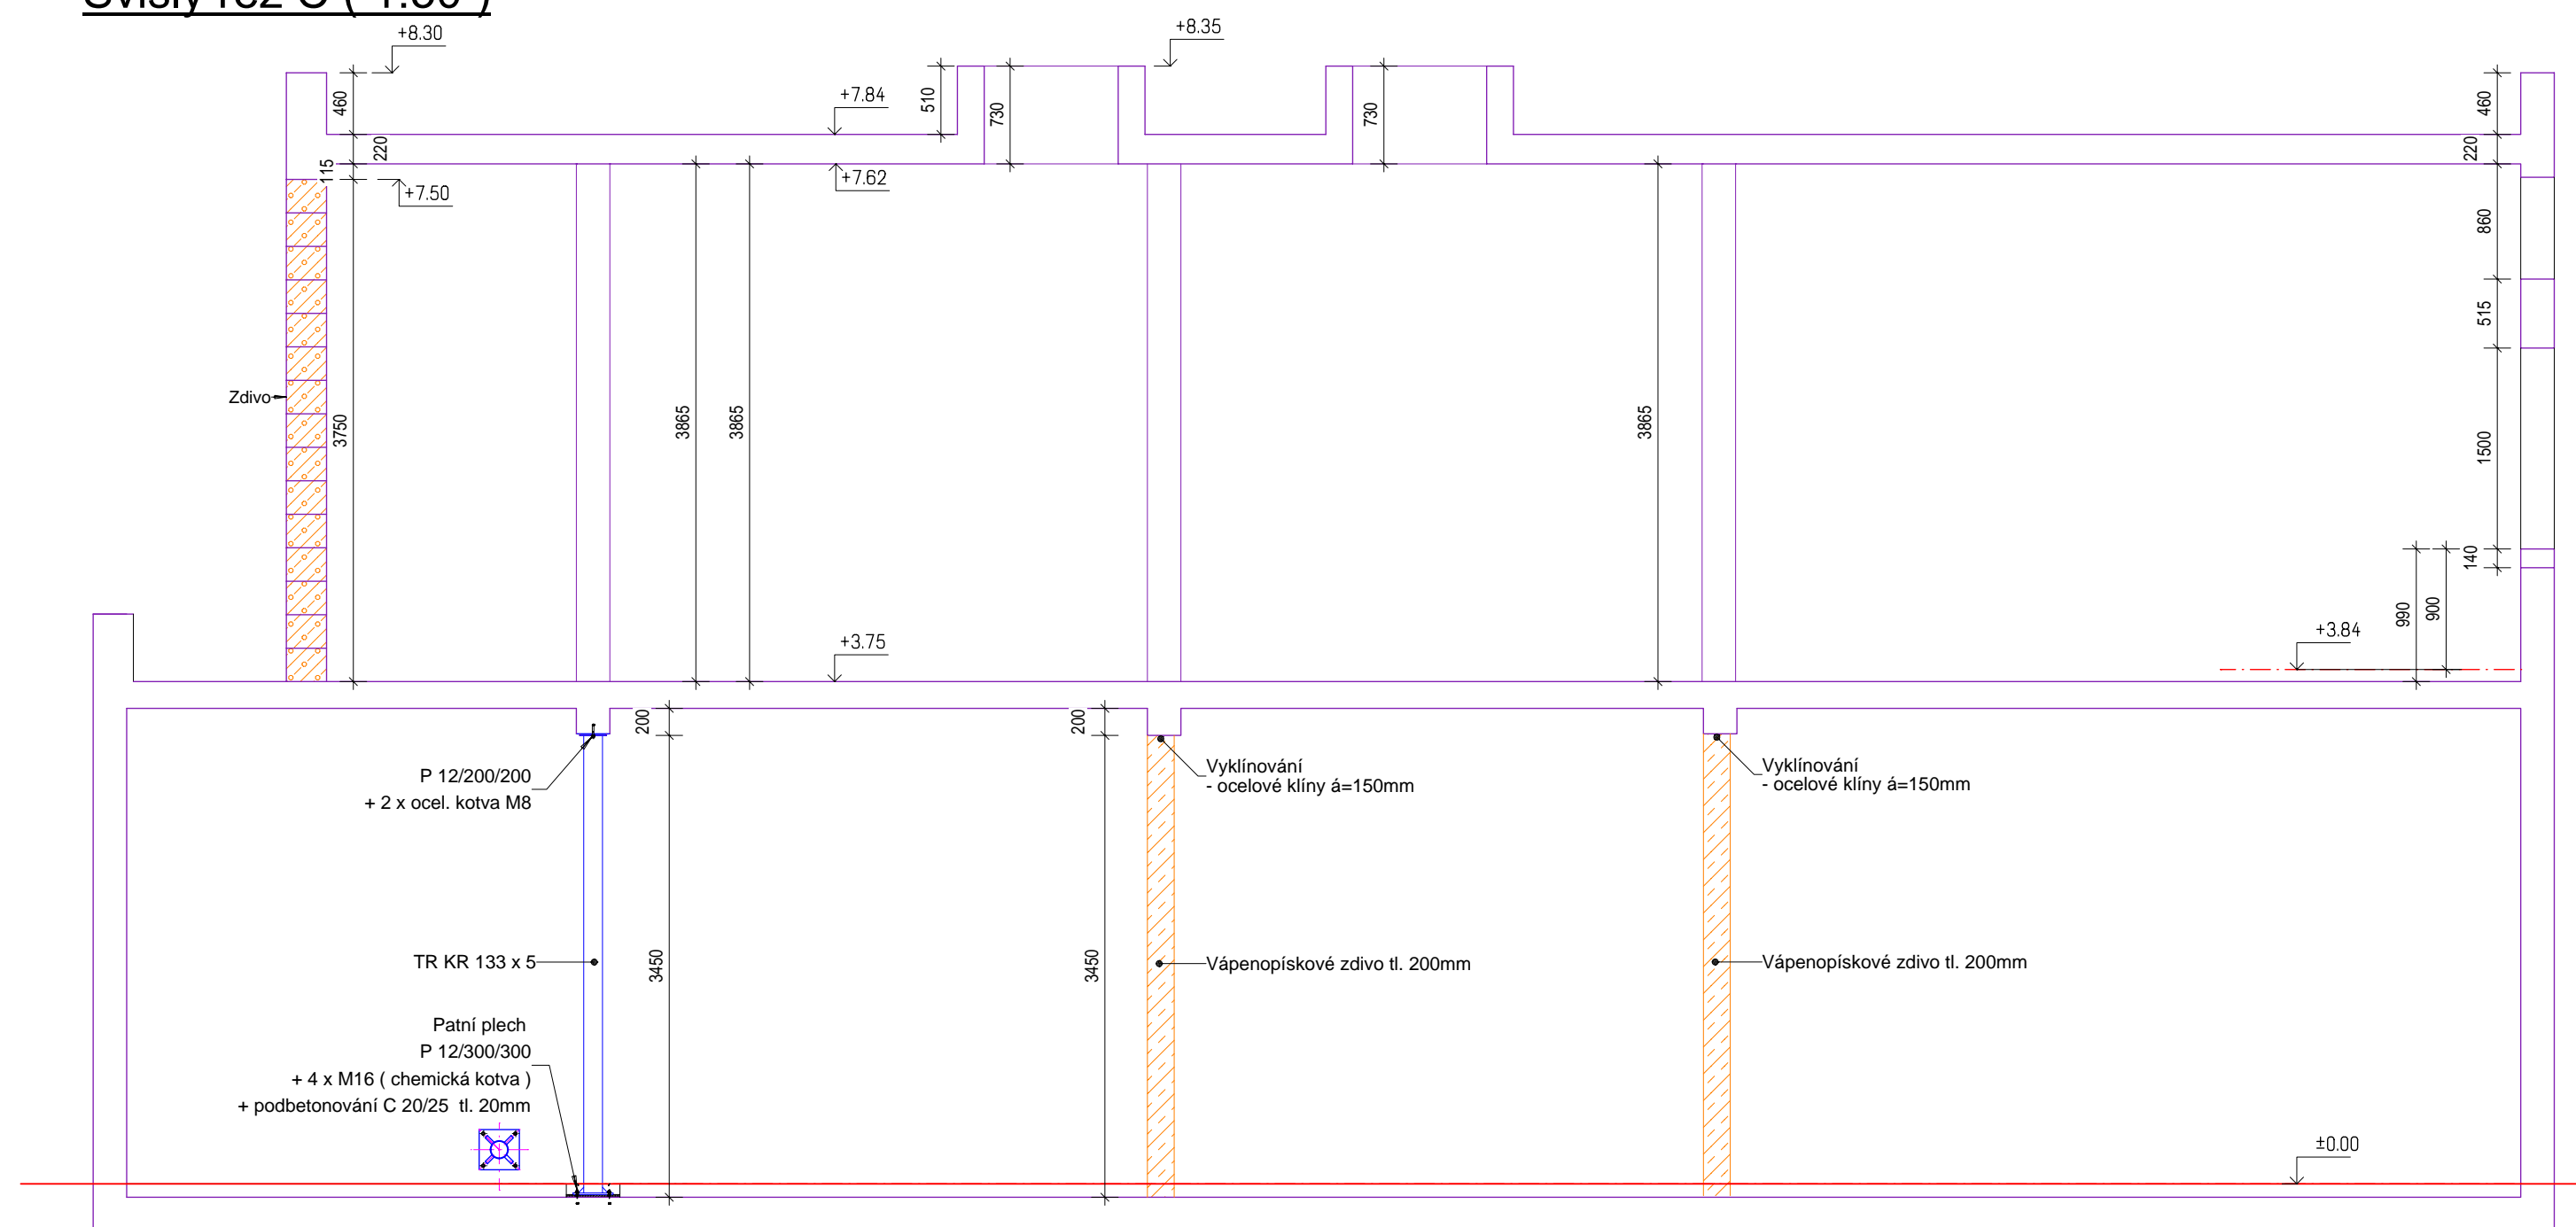 +8.30
+8.35
460
+7.84
510
730
730
460
220
220
115
+7.50
+7.62
860
515
Zdivo
3750
3865
3865
3865
1500
140
990
900
+3.75
+3.84
200
200
P 12/200/200
+ 2 x ocel. kotva M8
Vyklínování
- ocelové klíny á=150mm
Vyklínování
- ocelové klíny á=150mm
TR KR 133 x 5
3450
3450
Vápenopískové zdivo tl. 200mm
Vápenopískové zdivo tl. 200mm
Patní plech
P 12/300/300
+ 4 x M16 ( chemická kotva )
+ podbetonování C 20/25 tl. 20mm
±0.00